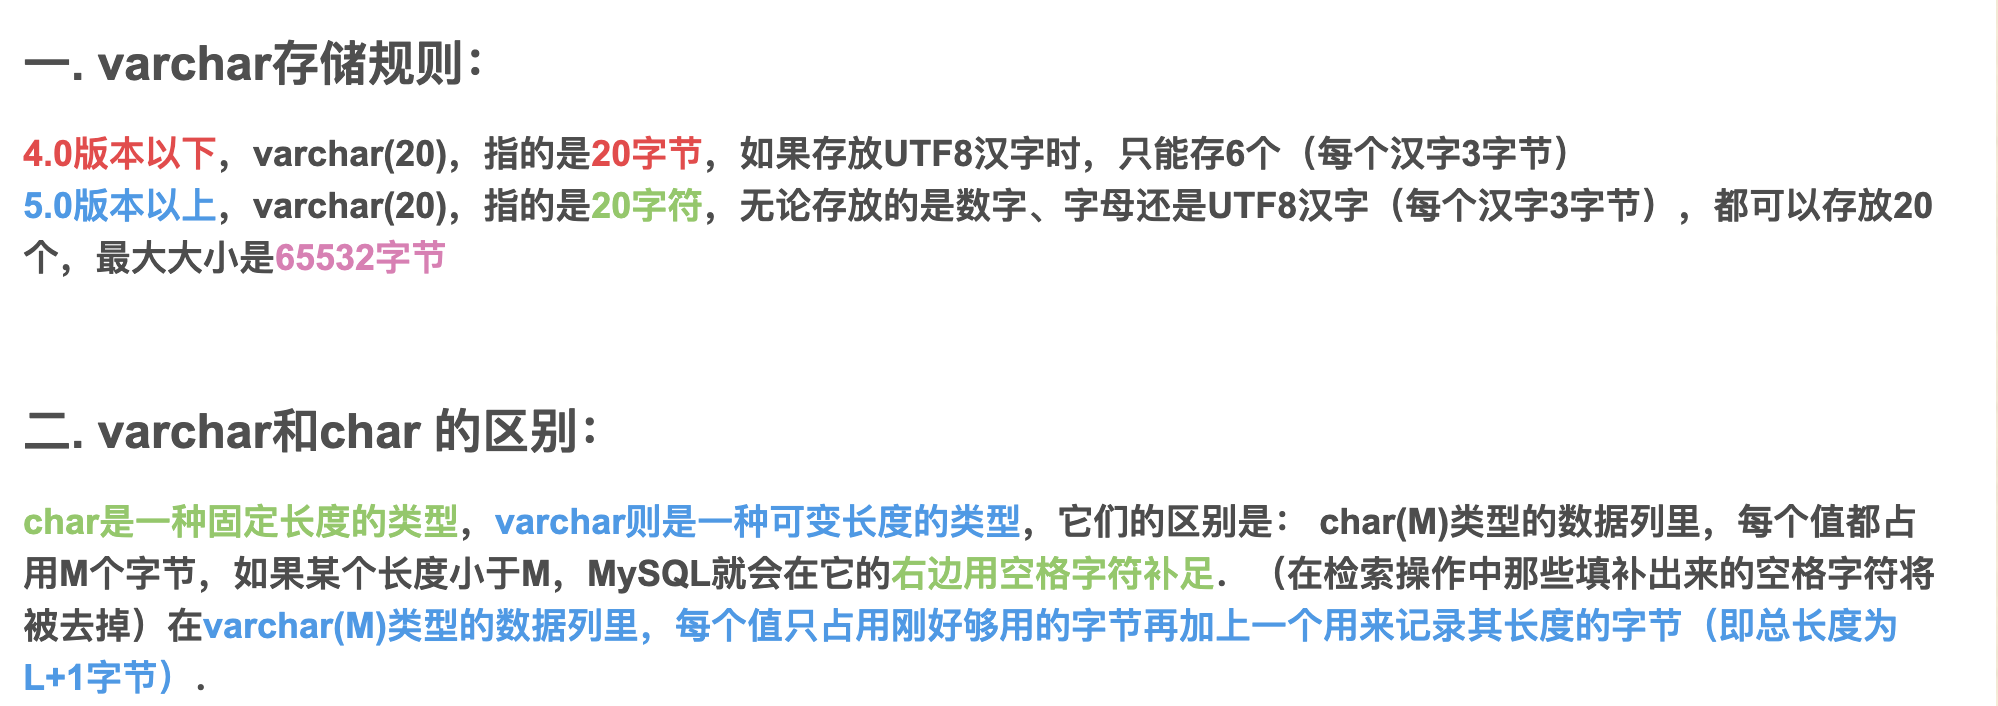 一. varchar存储规则：
4.0版本以下，varchar(20)，指的是20字节，如果存放UTF8汉字时，只能存6个（每个汉字3字节）
5.0版本以上，varchar(20)，指的是20字符，无论存放的是数字、字母还是UTF8汉字（每个汉字3字节），都可以存放20
个，最大大小是65532字节
二. varchar和char 的区别：
char是一种固定长度的类型，varchar则是一种可变长度的类型，它们的区别是： char(M)类型的数据列里，每个值都占
用M个字节，如果某个长度小于M，MySQL就会在它的右边用空格字符补足．（在检索操作中那些填补出来的空格字符将
被去掉）在varchar(M)类型的数据列里，每个值只占用刚好够用的字节再加上一个用来记录其长度的字节（即总长度为
L+1字节）．